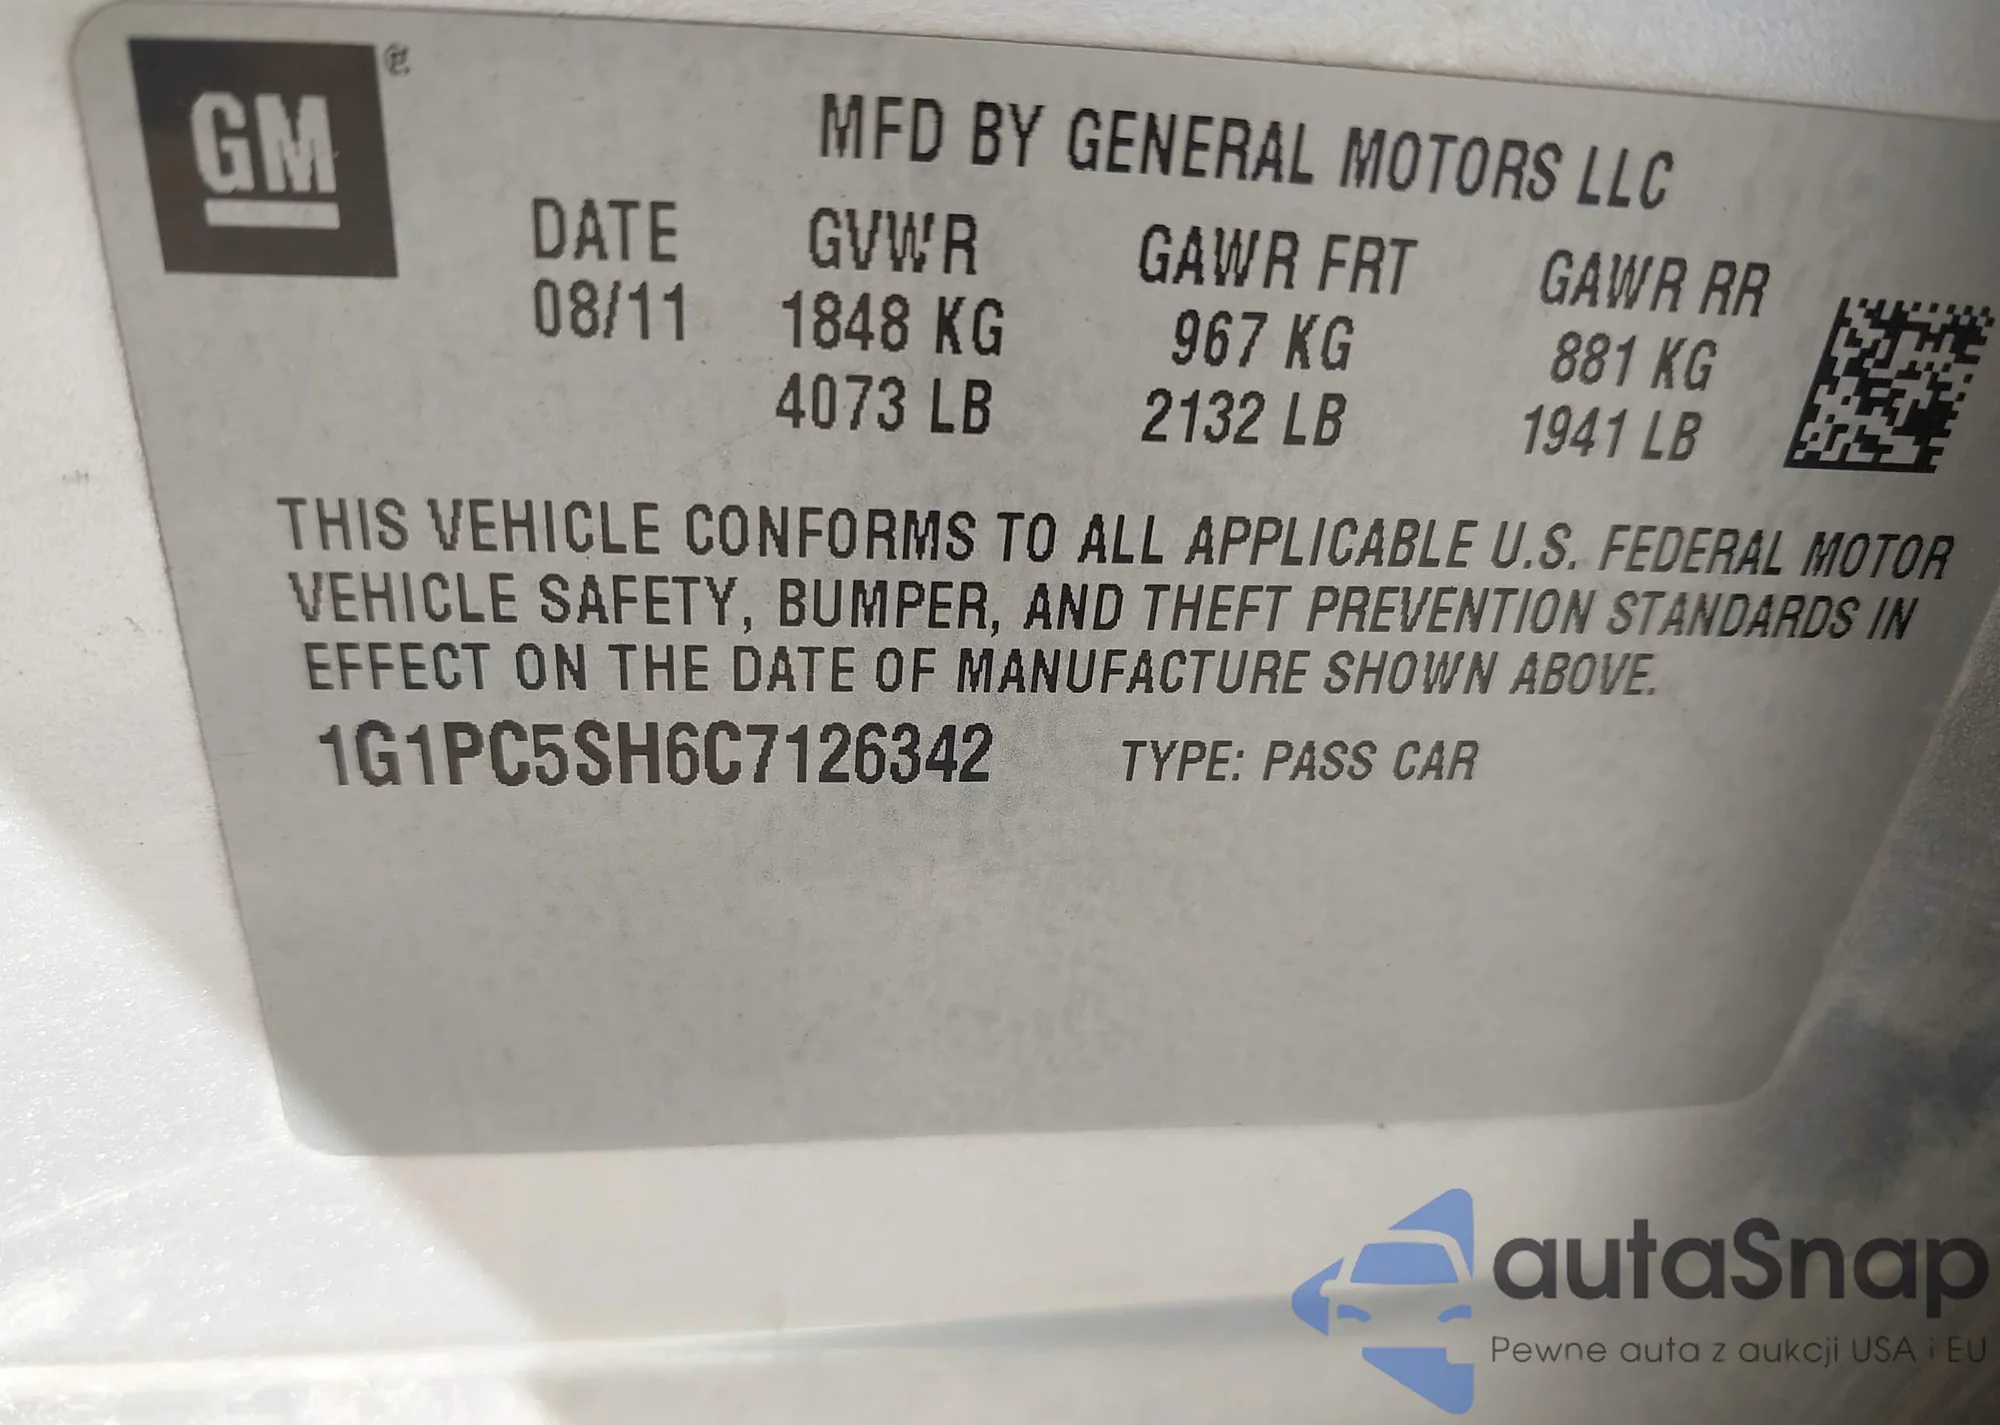 GM
MFD BY GENERAL MOTORS LLC
DATE GVWR GAWR FRT GAWR RR
08/11 1848 KG 967 KG 881 KG
4073 LB 2132 LB 1941 LB
THIS VEHICLE CONFORMS TO ALL APPLICABLE U.S. FEDERAL MOTOR
VEHICLE SAFETY, BUMPER, AND THEFT PREVENTION STANDARDS IN
EFFECT ON THE DATE OF MANUFACTURE SHOWN ABOVE.
1G1PC5SH6C7126342 TYPE: PASS CAR
autaSnap
Pewne auta z aukcji USA i EU